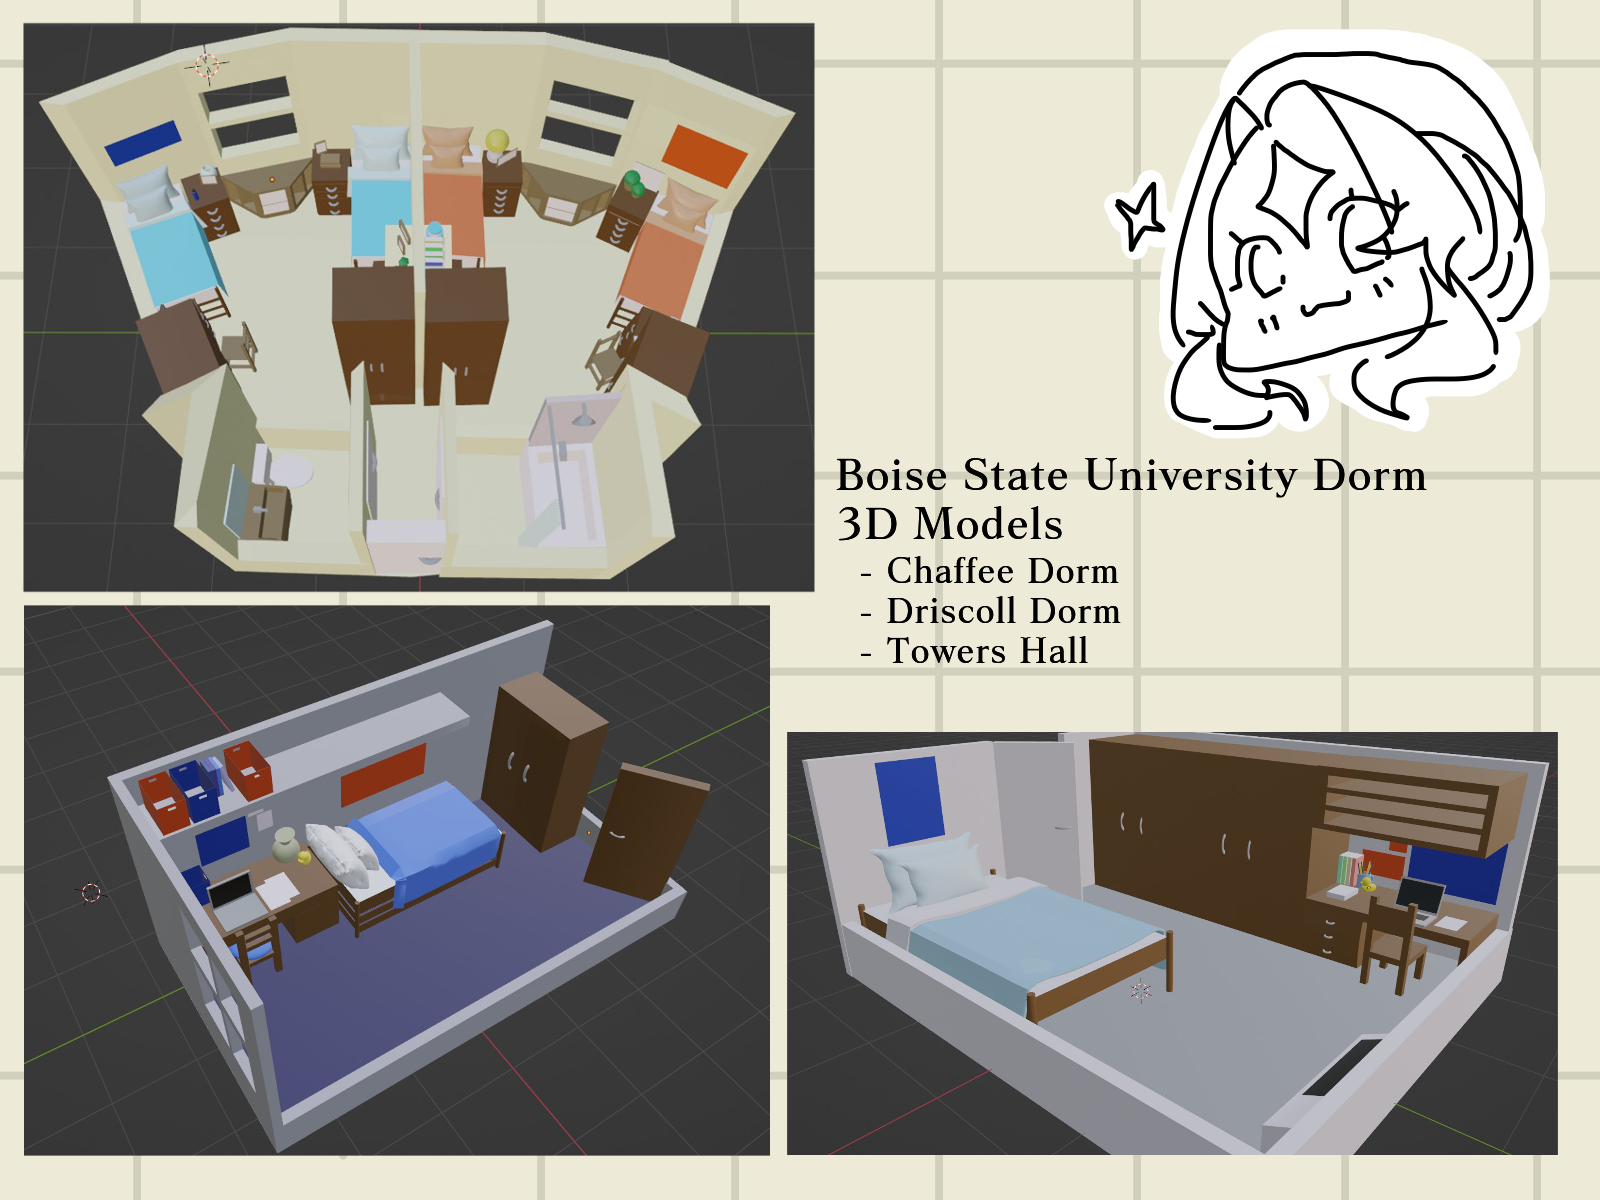 Boise State University Dorm
3D Models
- Chaffee Dorm
- Driscoll Dorm
- Towers Hall